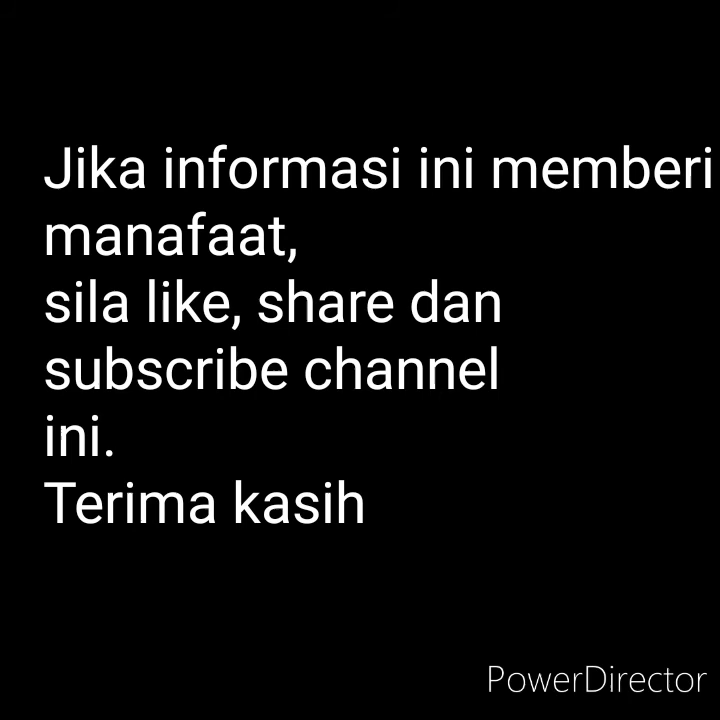 Jika informasi ini memberi
manafaat,
sila like, share dan
subscribe channel
ini.
Terima kasih
PowerDirector